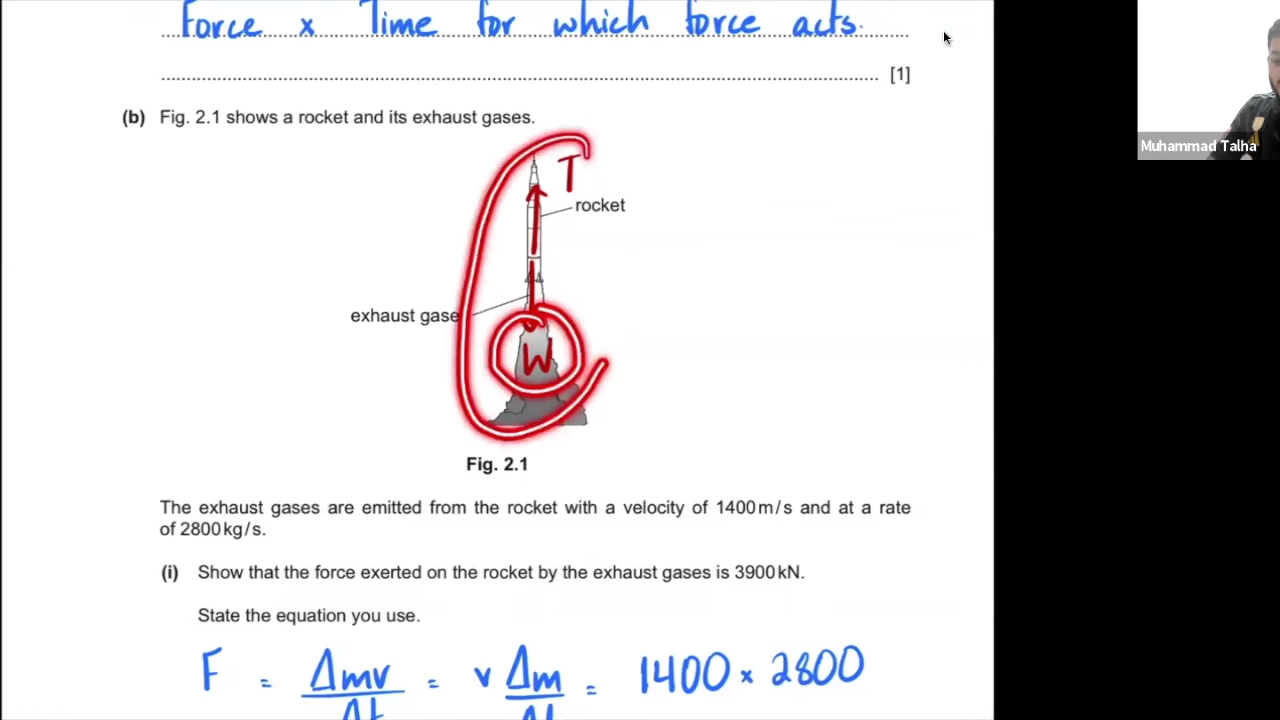 Force x Time for which force acts.
[1]
Muhammad Talha
(b) Fig. 2.1 shows a rocket and its exhaust gases.
T
rocket
exhaust gase
W
Fig. 2.1
The exhaust gases are emitted from the rocket with a velocity of 1400 m/s and at a rate
of 2800 kg/s.
(i) Show that the force exerted on the rocket by the exhaust gases is 3900 kN.
State the equation you use.
F = Δmv/Δt = v Δm/Δt = 1400 × 2800